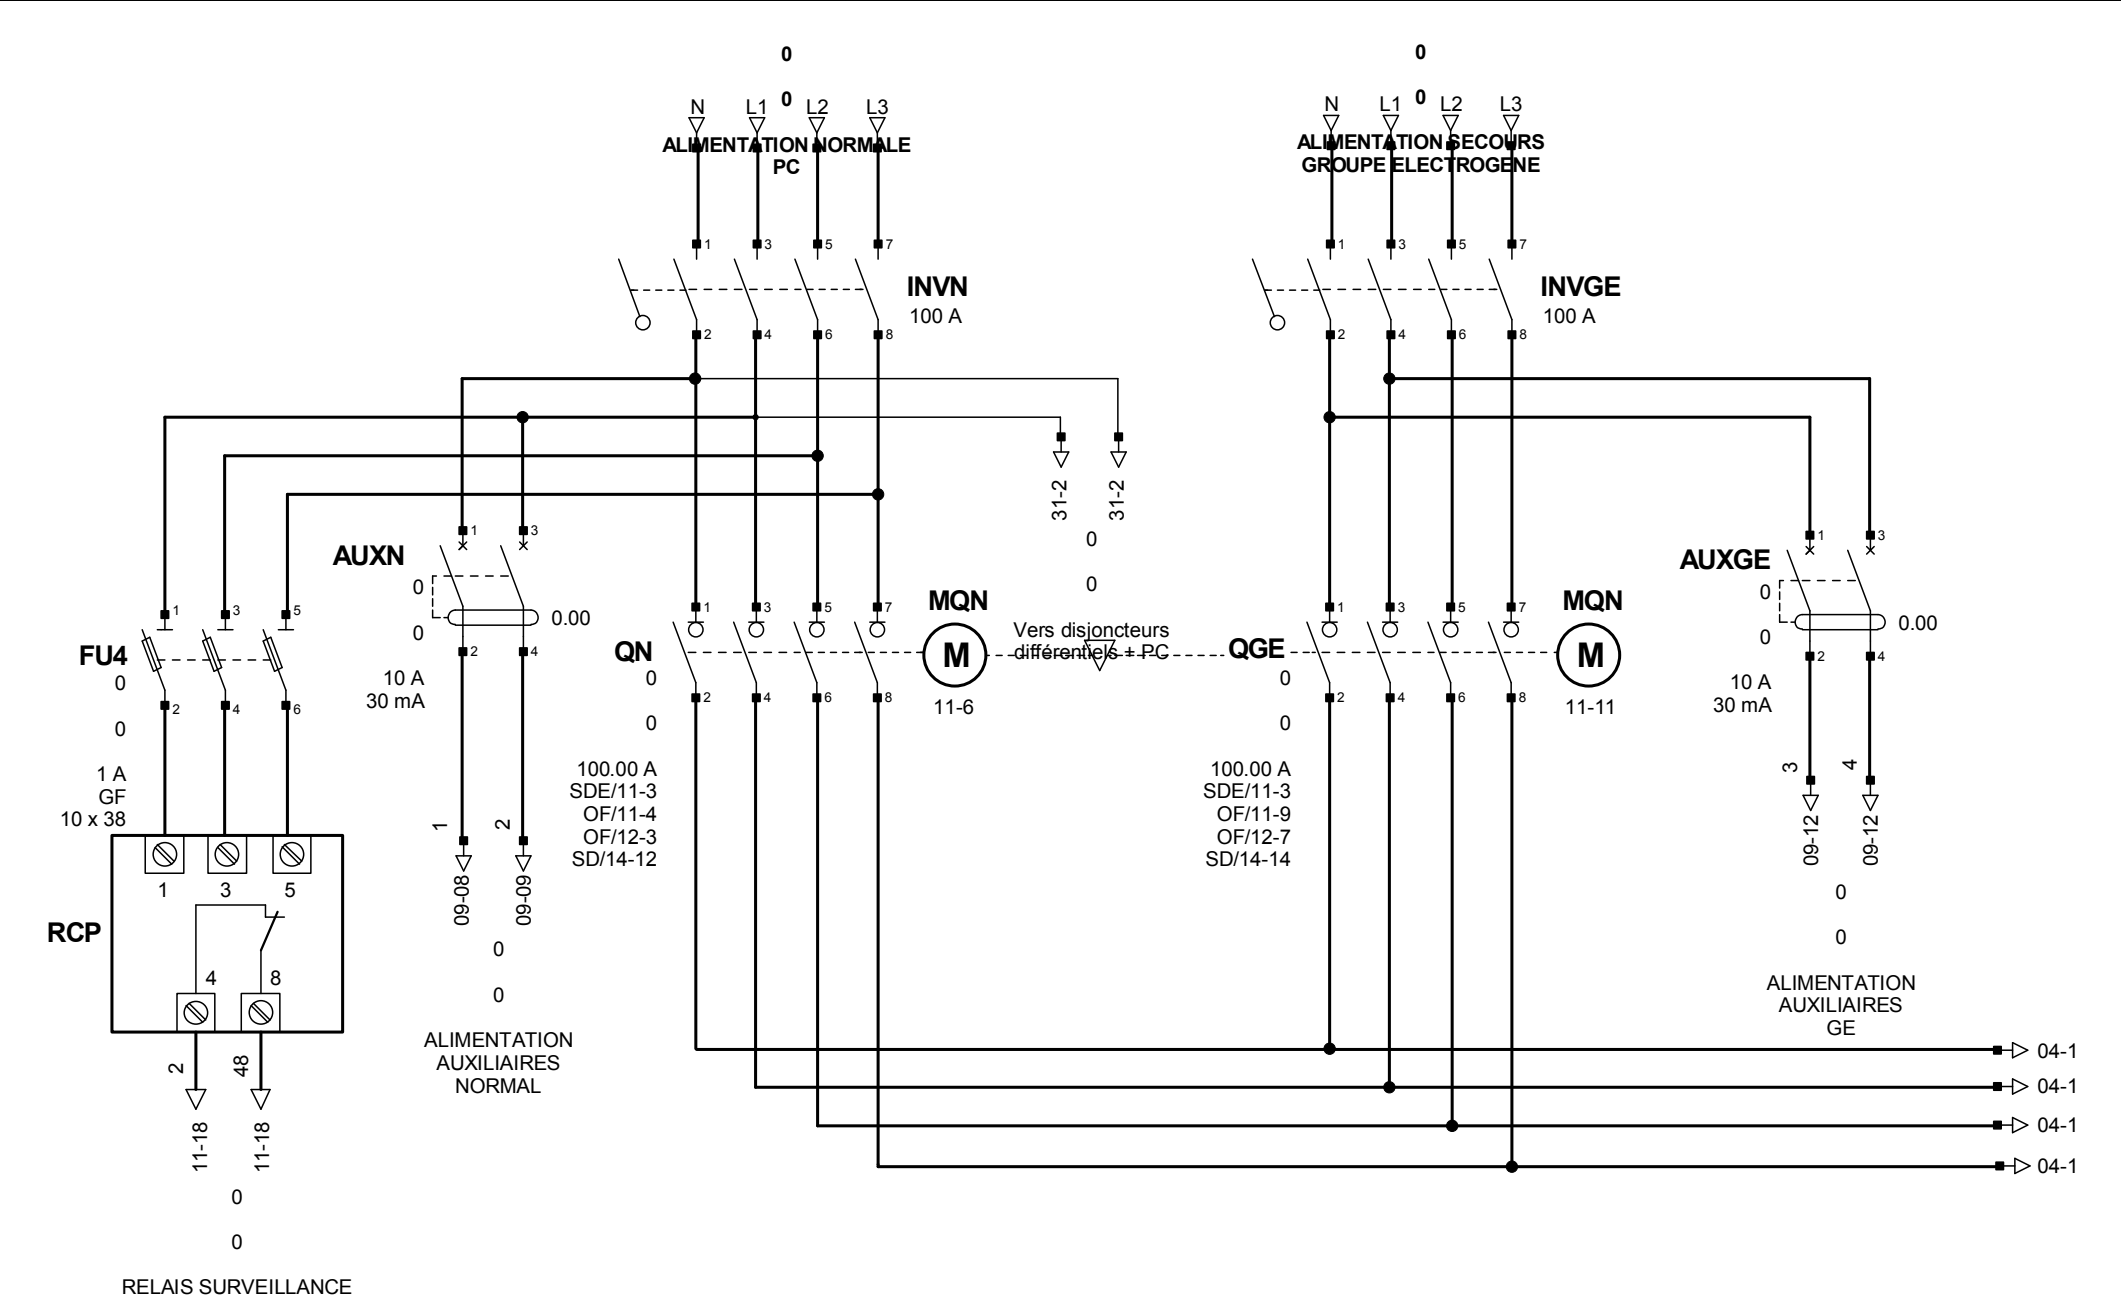 0
0
N L1 L2 L3
ALIMENTATION NORMALE
PC
0
0
N L1 L2 L3
ALIMENTATION SECOURS
GROUPE ELECTROGENE
1 3 5 7
INVN
100 A
2 4 6 8
1 3 5 7
INVGE
100 A
2 4 6 8
31-2
31-2
0
0
Vers disjoncteurs
différentiels + PC
1 3 5
FU4
0
0
1 A
GF
10 x 38
2 4 6
1 3
AUXN
0
0
0.00
10 A
30 mA
2 4
1
2
09-08
09-09
0
0
ALIMENTATION
AUXILIAIRES
NORMAL
1 3 5 7
QN
0
0
100.00 A
SDE/11-3
OF/11-4
OF/12-3
SD/14-12
2 4 6 8
MQN
M
11-6
1 3 5 7
QGE
0
0
100.00 A
SDE/11-3
OF/11-9
OF/12-7
SD/14-14
2 4 6 8
MQN
M
11-11
1 3
AUXGE
0
0
0.00
10 A
30 mA
2 4
3
4
09-12
09-12
0
0
ALIMENTATION
AUXILIAIRES
GE
1 3 5
RCP
4 8
2
48
11-18
11-18
0
0
RELAIS SURVEILLANCE
04-1
04-1
04-1
04-1